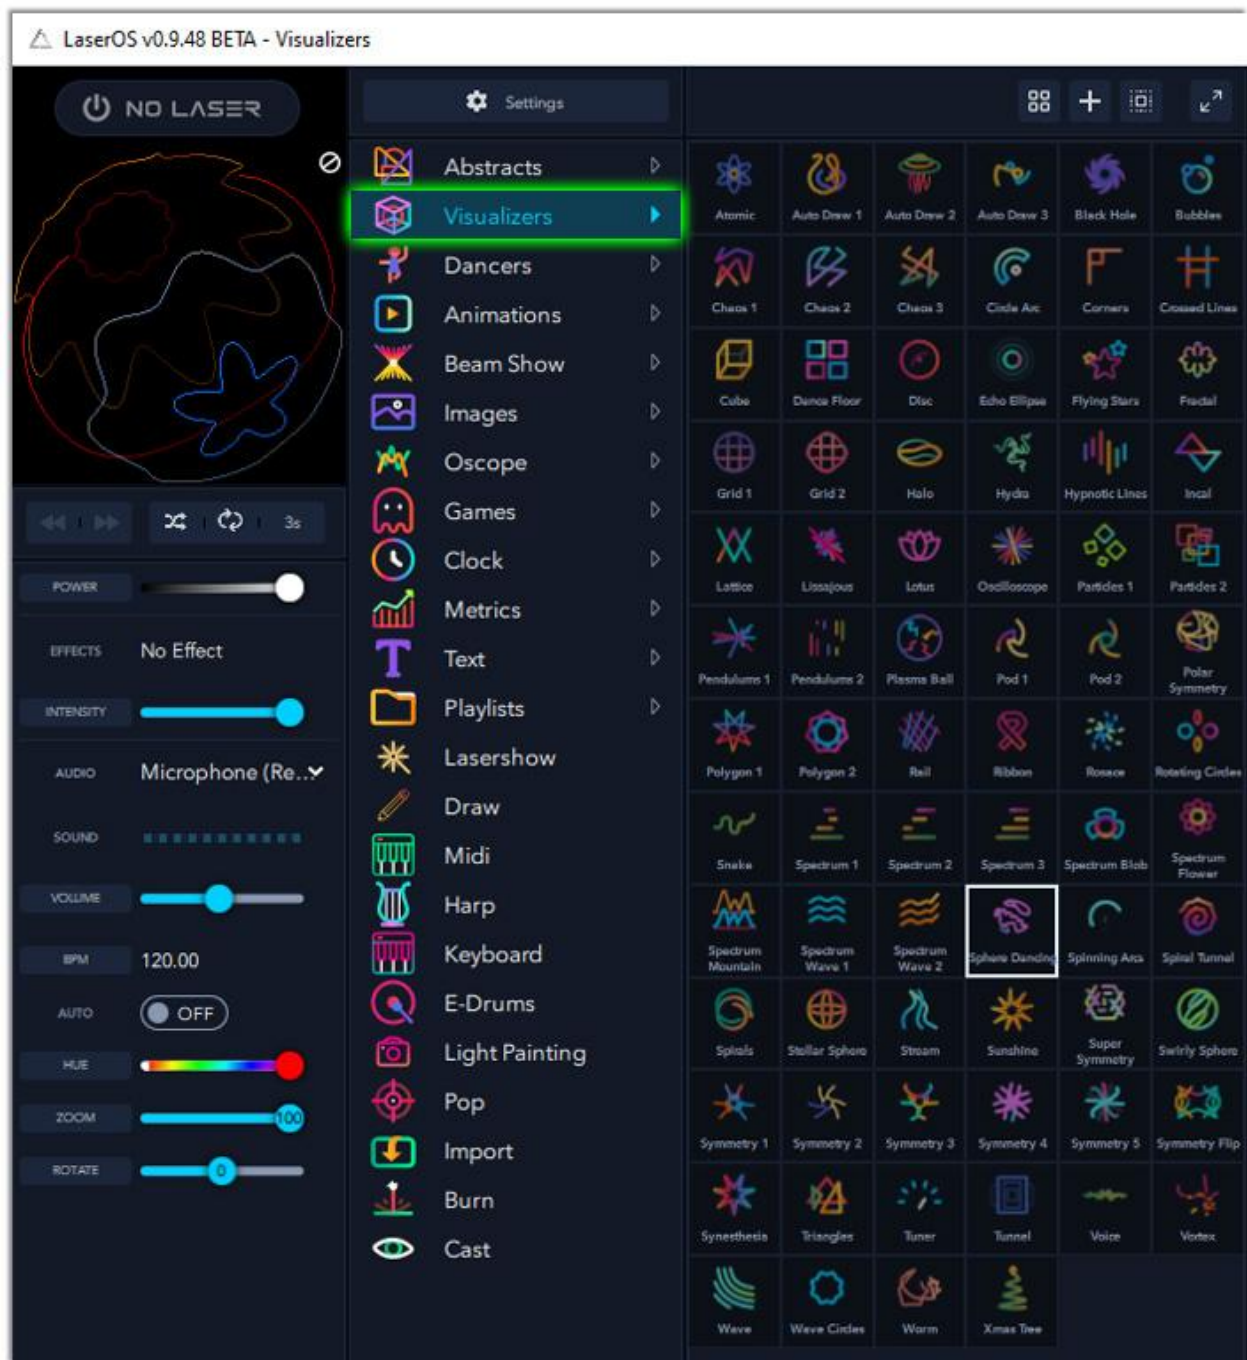 LaserOS v0.9.48 BETA - Visualizers
NO LASER
3s
POWER
EFFECTS No Effect
INTENSITY
AUDIO Microphone (Re...
SOUND
VOLUME
BPM 120.00
AUTO OFF
HUE
ZOOM 100
ROTATE 0
Settings
Abstracts
Visualizers
Dancers
Animations
Beam Show
Images
Oscope
Games
Clock
Metrics
Text
Playlists
Lasershow
Draw
Midi
Harp
Keyboard
E-Drums
Light Painting
Pop
Import
Burn
Cast
Atomic Auto Draw 1 Auto Draw 2 Auto Draw 3 Black Hole Bubbles
Chaos 1 Chaos 2 Chaos 3 Circle Arc Corners Crossed Lines
Cube Dance Floor Disc Echo Ellipse Flying Stars Fractal
Grid 1 Grid 2 Halo Hydra Hypnotic Lines Incal
Lattice Lissajous Lotus Oscilloscope Particles 1 Particles 2
Pendulums 1 Pendulums 2 Plasma Ball Pod 1 Pod 2 Polar
Symmetry
Polygon 1 Polygon 2 Rail Ribbon Rosace Rotating Circles
Snake Spectrum 1 Spectrum 2 Spectrum 3 Spectrum Blob Spectrum
Flower
Spectrum Spectrum Spectrum Sphere Dancing Spinning Arcs Spiral Tunnel
Mountain Wave 1 Wave 2
Spirals Stellar Sphere Stream Sunshine Super Swirly Sphere
Symmetry
Symmetry 1 Symmetry 2 Symmetry 3 Symmetry 4 Symmetry 5 Symmetry Flip
Synesthesia Triangles Tuner Tunnel Voice Vortex
Wave Wave Circles Worm Xmas Tree